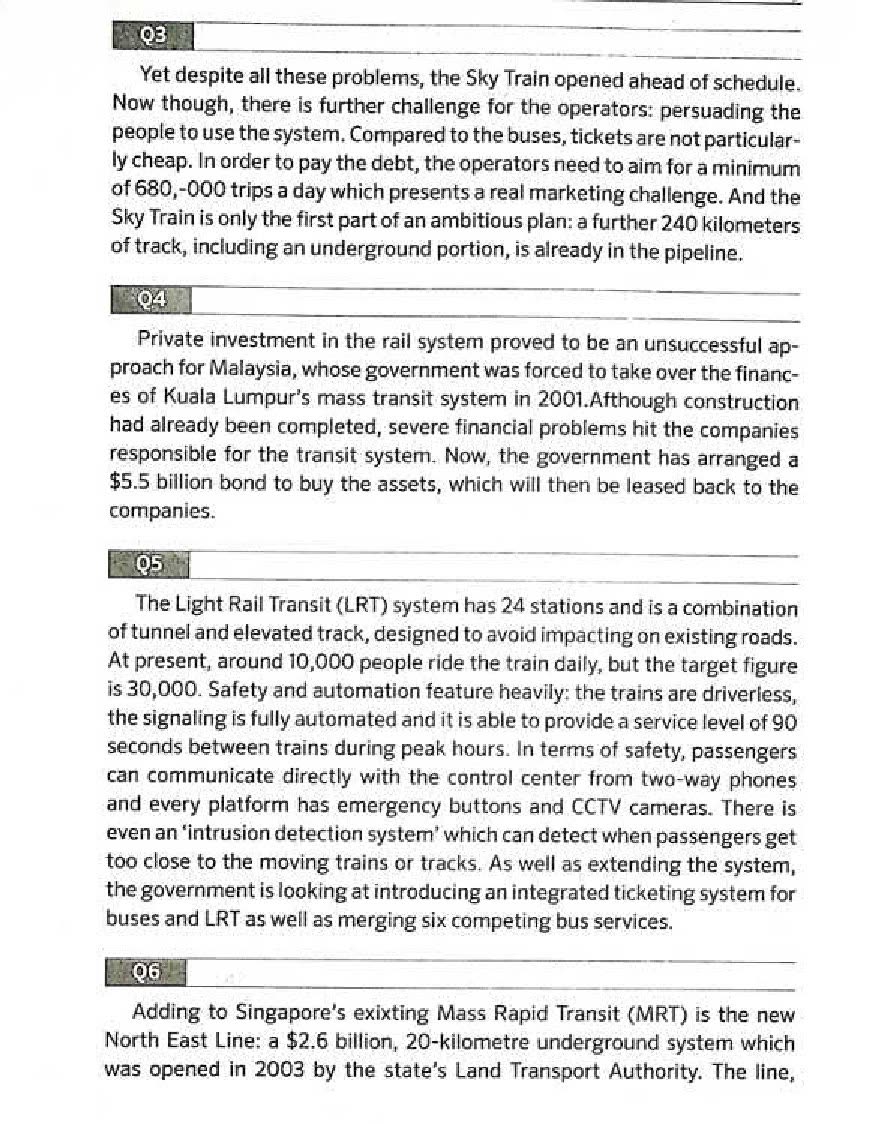 Q3
Yet despite all these problems, the Sky Train opened ahead of schedule.
Now though, there is further challenge for the operators: persuading the
people to use the system. Compared to the buses, tickets are not particular-
ly cheap. In order to pay the debt, the operators need to aim for a minimum
of 680,-000 trips a day which presents a real marketing challenge. And the
Sky Train is only the first part of an ambitious plan: a further 240 kilometers
of track, including an underground portion, is already in the pipeline.
Q4
Private investment in the rail system proved to be an unsuccessful ap-
proach for Malaysia, whose government was forced to take over the financ-
es of Kuala Lumpur's mass transit system in 2001.Afthough construction
had already been completed, severe financial problems hit the companies
responsible for the transit system. Now, the government has arranged a
$5.5 billion bond to buy the assets, which will then be leased back to the
companies.
Q5
The Light Rail Transit (LRT) system has 24 stations and is a combination
of tunnel and elevated track, designed to avoid impacting on existing roads.
At present, around 10,000 people ride the train daily, but the target figure
is 30,000. Safety and automation feature heavily: the trains are driverless,
the signaling is fully automated and it is able to provide a service level of 90
seconds between trains during peak hours. In terms of safety, passengers
can communicate directly with the control center from two-way phones
and every platform has emergency buttons and CCTV cameras. There is
even an 'intrusion detection system' which can detect when passengers get
too close to the moving trains or tracks. As well as extending the system,
the government is looking at introducing an integrated ticketing system for
buses and LRT as well as merging six competing bus services.
Q6
Adding to Singapore's exixting Mass Rapid Transit (MRT) is the new
North East Line: a $2.6 billion, 20-kilometre underground system which
was opened in 2003 by the state's Land Transport Authority. The line,